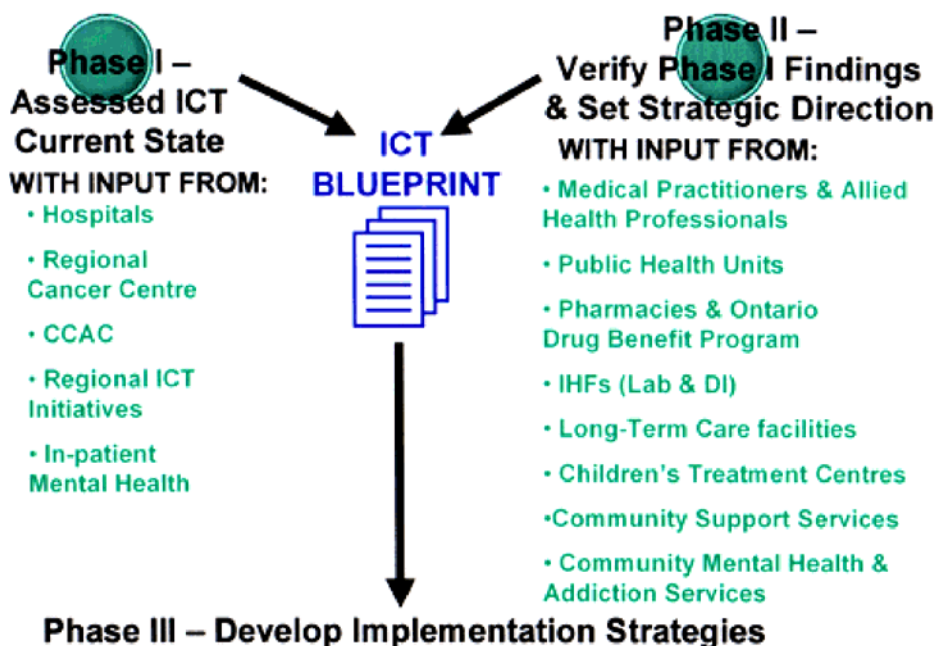 Phase I –
Assessed ICT
Current State
WITH INPUT FROM:
• Hospitals
• Regional
Cancer Centre
• CCAC
• Regional ICT
Initiatives
• In-patient
Mental Health
ICT
BLUEPRINT
Phase II –
Verify Phase I Findings
& Set Strategic Direction
WITH INPUT FROM:
• Medical Practitioners & Allied
Health Professionals
• Public Health Units
• Pharmacies & Ontario
Drug Benefit Program
• IHFs (Lab & DI)
• Long-Term Care facilities
• Children's Treatment Centres
•Community Support Services
• Community Mental Health &
Addiction Services
Phase III – Develop Implementation Strategies